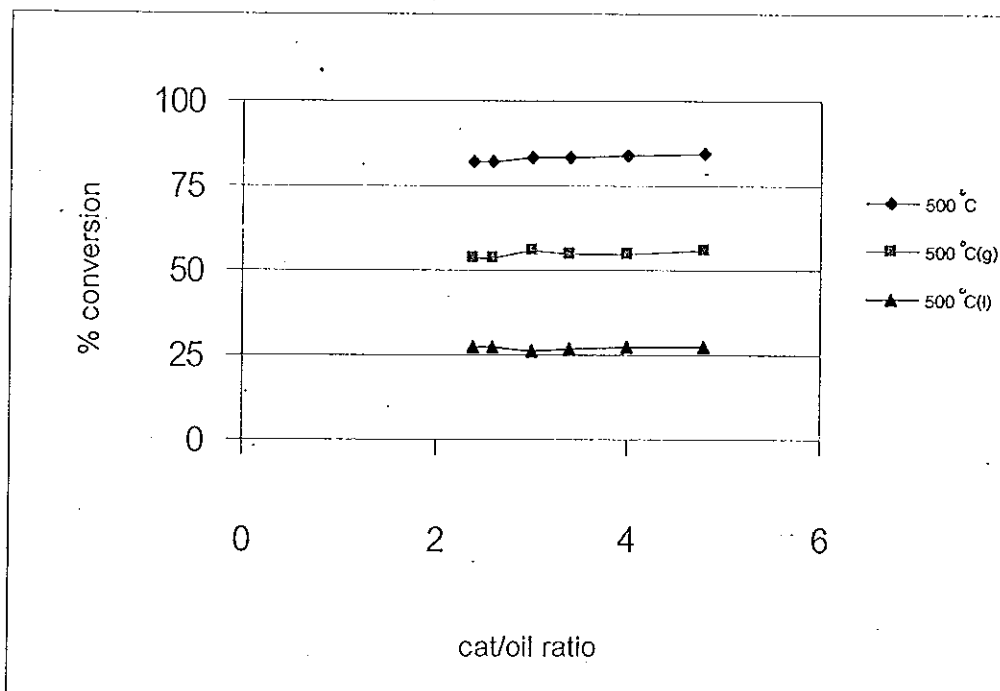 100
75
50
25
0
% conversion
0 2 4 6
cat/oil ratio
500 °C
500 °C(g)
500 °C(l)